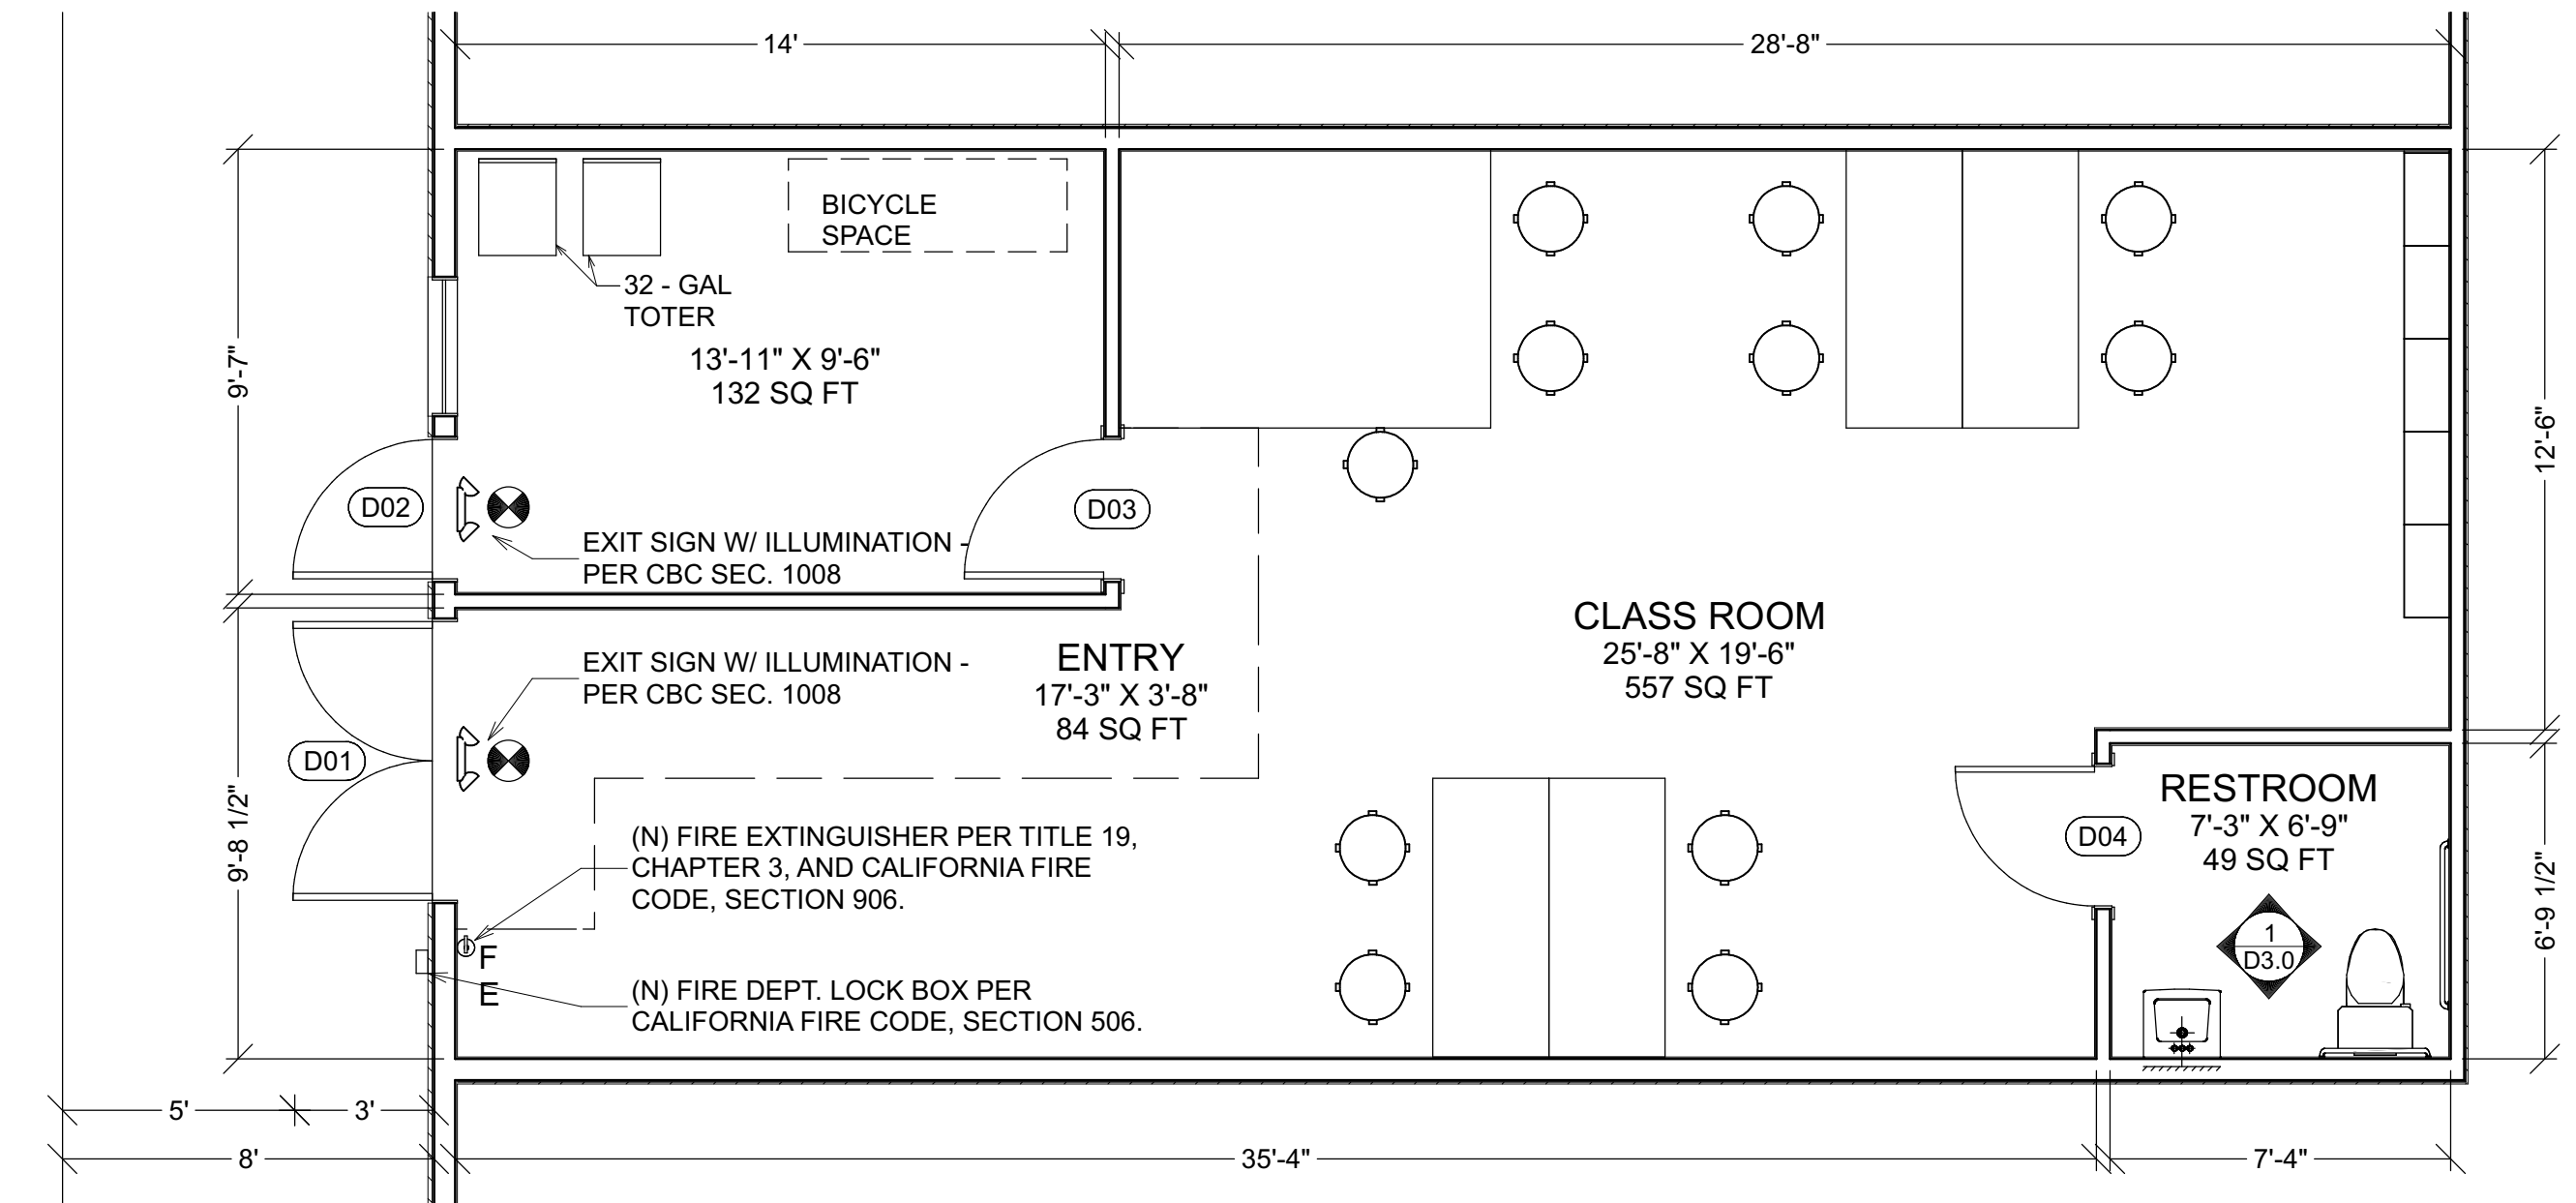 14'
28'-8"
BICYCLE
SPACE
32 - GAL
TOTER
13'-11" X 9'-6"
132 SQ FT
9'-7"
12'-6"
D02
D03
EXIT SIGN W/ ILLUMINATION -
PER CBC SEC. 1008
CLASS ROOM
25'-8" X 19'-6"
557 SQ FT
ENTRY
17'-3" X 3'-8"
84 SQ FT
EXIT SIGN W/ ILLUMINATION -
PER CBC SEC. 1008
D01
9'-8 1/2"
RESTROOM
7'-3" X 6'-9"
49 SQ FT
D04
(N) FIRE EXTINGUISHER PER TITLE 19,
CHAPTER 3, AND CALIFORNIA FIRE
CODE, SECTION 906.
6'-9 1/2"
1
D3.0
F
E
(N) FIRE DEPT. LOCK BOX PER
CALIFORNIA FIRE CODE, SECTION 506.
5'
3'
8'
35'-4"
7'-4"